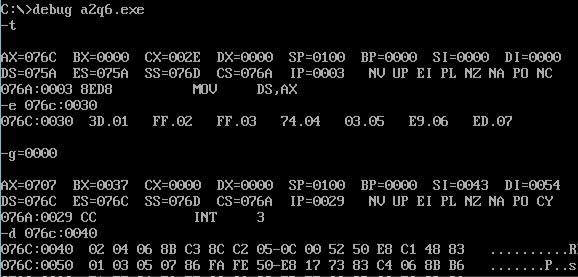 C:\>debug a2q6.exe
-t
AX=076C  BX=0000  CX=002E  DX=0000  SP=0100  BP=0000  SI=0000  DI=0000
DS=075A  ES=075A  SS=076D  CS=076A  IP=0003   NV UP EI PL NZ NA PO NC
076A:0003 8ED8          MOV     DS,AX
-e 076c:0030
076C:0030  3D.01   FF.02   FF.03   74.04   03.05   E9.06   ED.07
-g=0000
AX=0707  BX=0037  CX=0000  DX=0000  SP=0100  BP=0000  SI=0043  DI=0054
DS=076C  ES=076C  SS=076D  CS=076A  IP=0029   NV UP EI PL NZ NA PO CY
076A:0029 CC            INT     3
-d 076c:0040
076C:0040  02 04 06 8B C3 8C C2 05-0C 00 52 50 E8 C1 48 83   ..........R
076C:0050  01 03 05 07 86 FA FE 50-E8 17 73 83 C4 06 8B B6   .......P..s